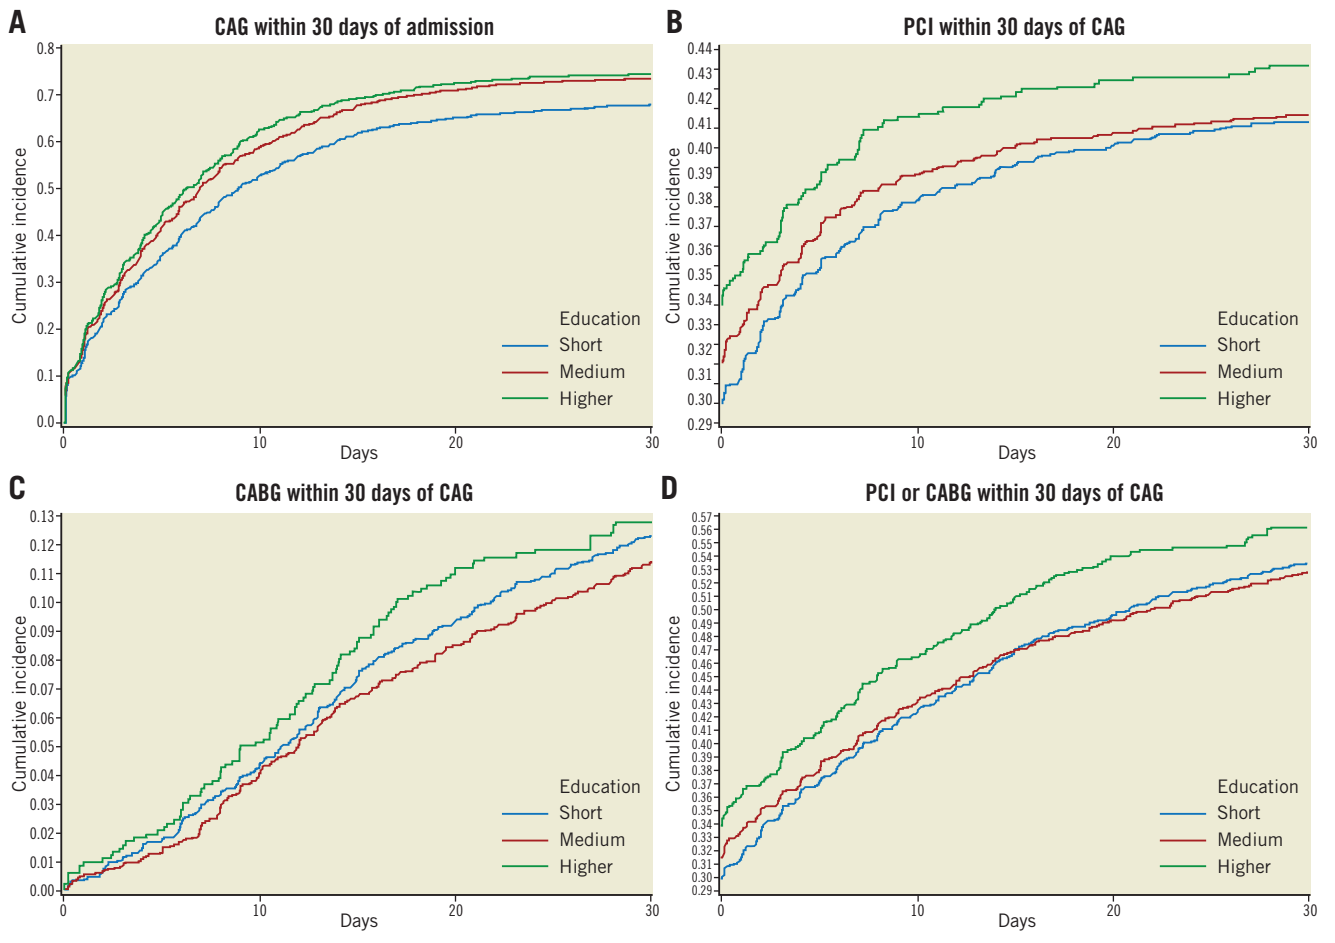 A
CAG within 30 days of admission
Cumulative incidence
0.8
0.7
0.6
0.5
0.4
0.3
0.2
0.1
0.0
Education
Short
Medium
Higher
0 10 20 30
Days
B
PCI within 30 days of CAG
Cumulative incidence
0.44
0.43
0.42
0.41
0.40
0.39
0.38
0.37
0.36
0.35
0.34
0.33
0.32
0.31
0.30
0.29
Education
Short
Medium
Higher
0 10 20 30
Days
C
CABG within 30 days of CAG
Cumulative incidence
0.13
0.12
0.11
0.10
0.09
0.08
0.07
0.06
0.05
0.04
0.03
0.02
0.01
0.00
Education
Short
Medium
Higher
0 10 20 30
Days
D
PCI or CABG within 30 days of CAG
Cumulative incidence
0.57
0.56
0.55
0.54
0.53
0.52
0.51
0.50
0.49
0.48
0.47
0.46
0.45
0.44
0.43
0.42
0.41
0.40
0.39
0.38
0.37
0.36
0.35
0.34
0.33
0.32
0.31
0.30
0.29
Education
Short
Medium
Higher
0 10 20 30
Days